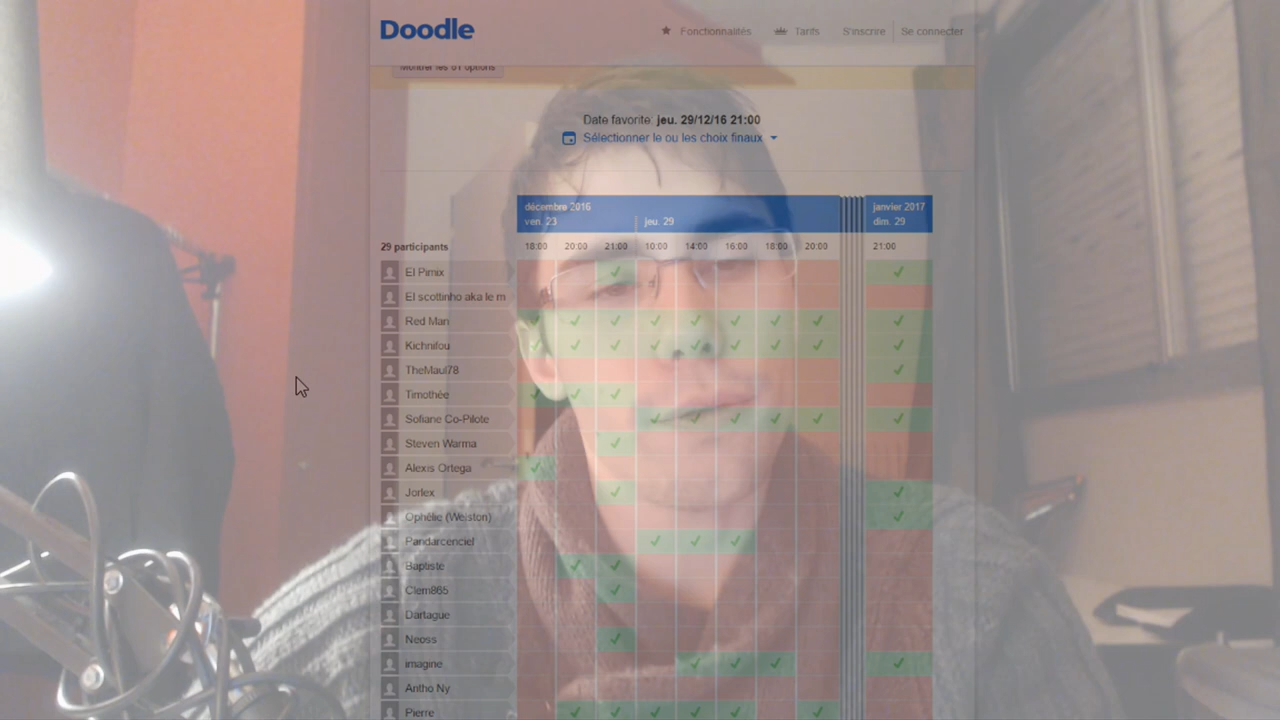 Doodle
Fonctionnalités Tarifs S'inscrire Se connecter
Montrer les 61 options
Date favorite: jeu. 29/12/16 21:00
Sélectionner le ou les choix finaux
décembre 2016 janvier 2017
ven. 23 jeu. 29 dim. 29
29 participants 18:00 20:00 21:00 10:00 14:00 16:00 18:00 20:00 21:00
El Pimix
El scottinho aka le m
Red Man
Kichnifou
TheMaul78
Timothée
Sofiane Co-Pilote
Steven Warma
Alexis Ortega
Jorlex
Ophélie (Weiston)
Pandarcenciel
Baptiste
Clem865
Dartague
Neoss
imagine
Antho Ny
Pierre